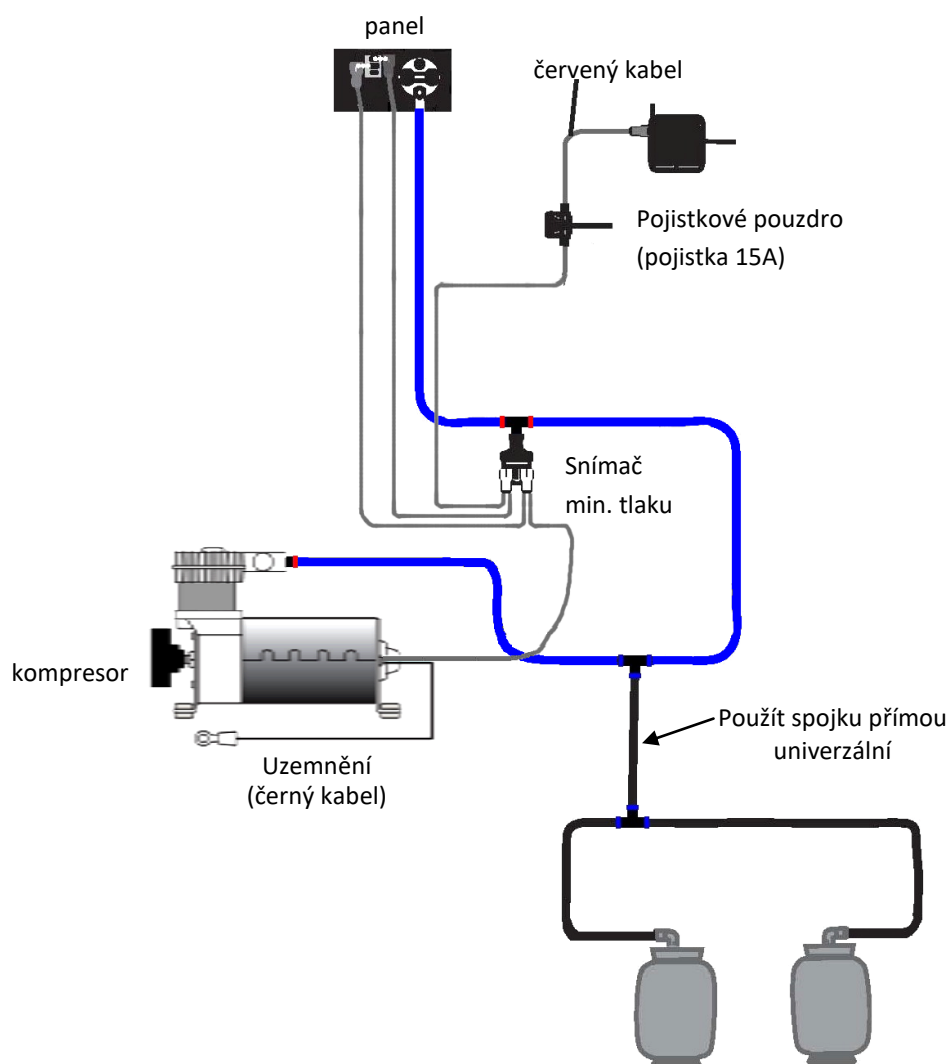 panel
červený kabel
Pojistkové pouzdro
(pojistka 15A)
Snímač
min. tlaku
kompresor
Použít spojku přímou
univerzální
Uzemnění
(černý kabel)